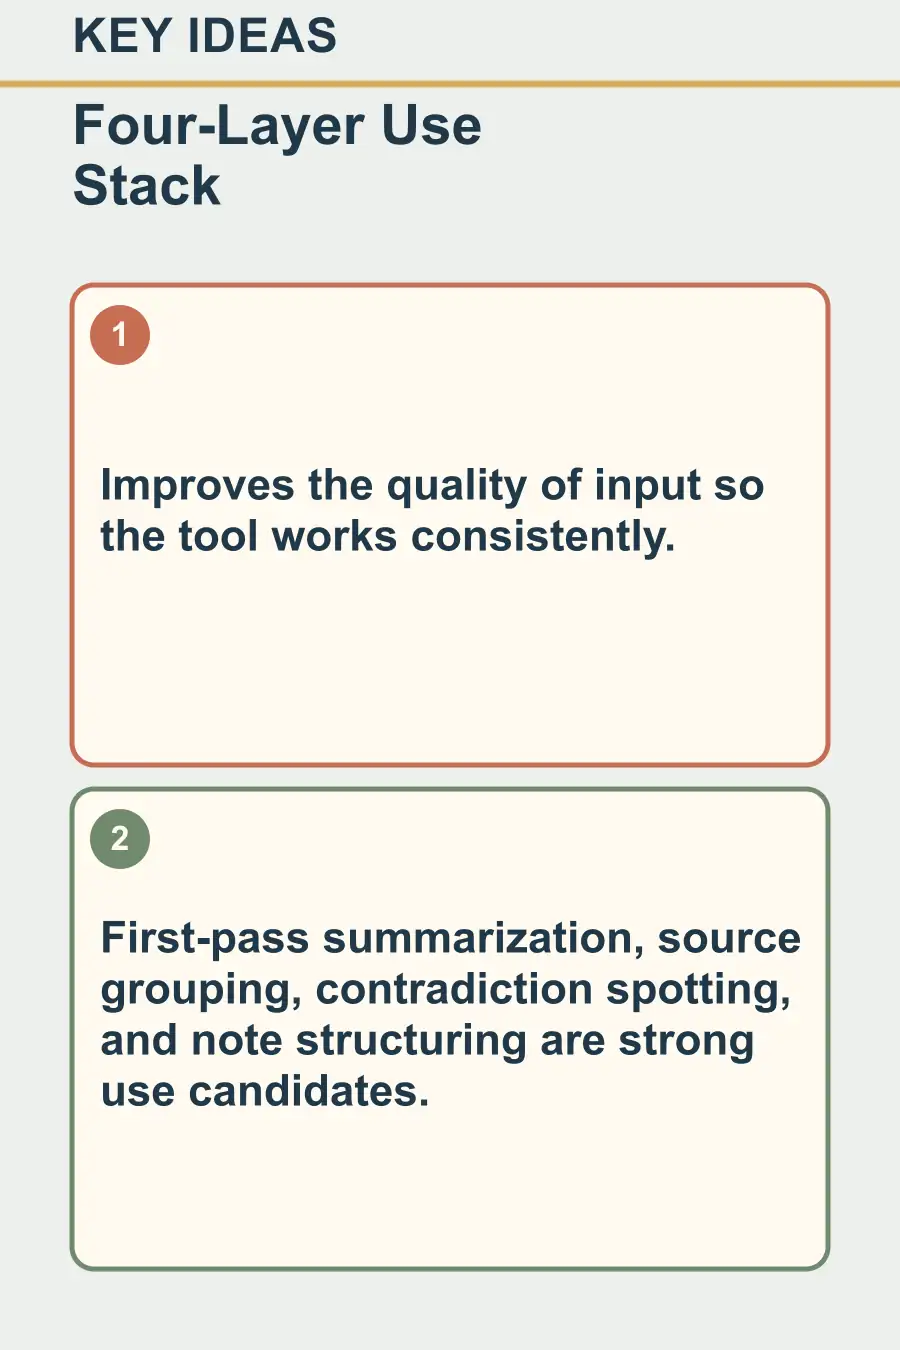 KEY IDEAS
Four-Layer Use
Stack
1
Improves the quality of input so
the tool works consistently.
2
First-pass summarization, source
grouping, contradiction spotting,
and note structuring are strong
use candidates.